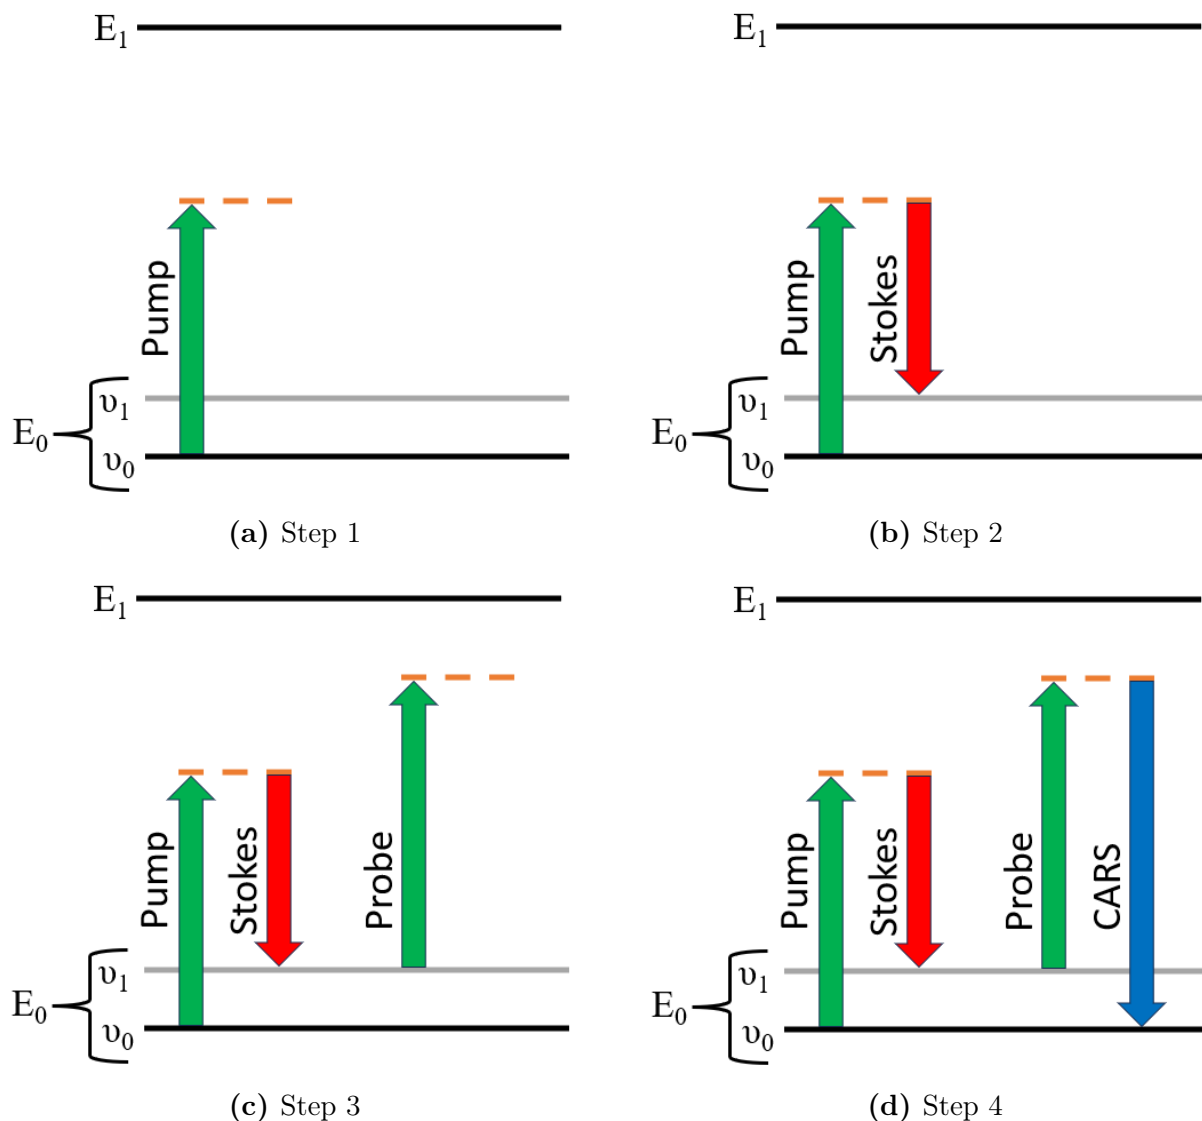 E₁
Pump
υ₁
E₀
υ₀
(a) Step 1
E₁
Pump
Stokes
υ₁
E₀
υ₀
(b) Step 2
E₁
Pump
Stokes
Probe
υ₁
E₀
υ₀
(c) Step 3
E₁
Pump
Stokes
Probe
CARS
υ₁
E₀
υ₀
(d) Step 4